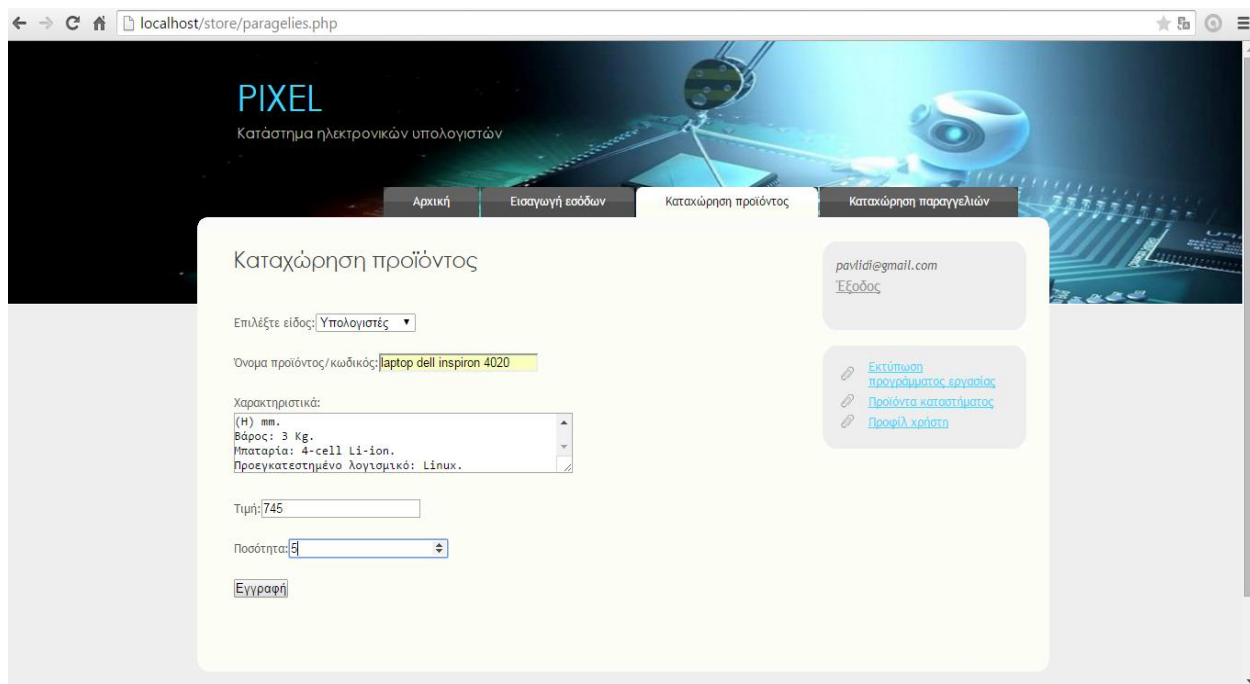 localhost/store/paragelies.php
PIXEL
Κατάστημα ηλεκτρονικών υπολογιστών
Αρχική
Εισαγωγή εσόδων
Καταχώρηση προϊόντος
Καταχώρηση παραγγελιών
Καταχώρηση προϊόντος
Επιλέξτε είδος: Υπολογιστές
Όνομα προϊόντος/κωδικός: laptop dell inspiron 4020
Χαρακτηριστικά:
(H) mm.
Βάρος: 3 Kg.
Μπαταρία: 4-cell Li-ion.
Προεγκατεστημένο λογισμικό: Linux.
Τιμή: 745
Ποσότητα: 5
Εγγραφή
pavlidi@gmail.com
Έξοδος
Εκτύπωση
προγράμματος εργασίας
Προϊόντα καταστήματος
Προφίλ χρήστη